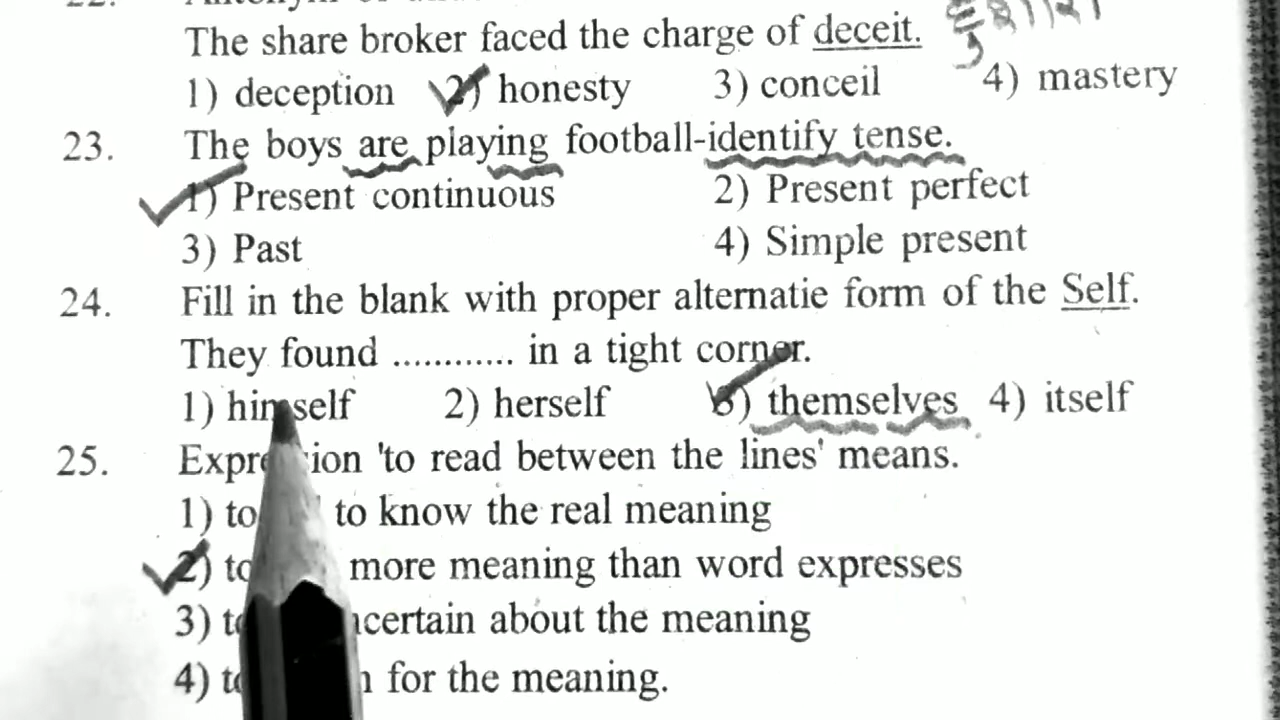 22.
The share broker faced the charge of deceit.
1) deception 2) honesty 3) conceil 4) mastery
23. The boys are playing football-identify tense.
1) Present continuous 2) Present perfect
3) Past 4) Simple present
24. Fill in the blank with proper alternatie form of the Self.
They found ............ in a tight corner.
1) himself 2) herself 3) themselves 4) itself
25. 'to read between the lines' means.
1) to to know the real meaning
2) more meaning than word expresses
3) about the meaning
4) for the meaning.